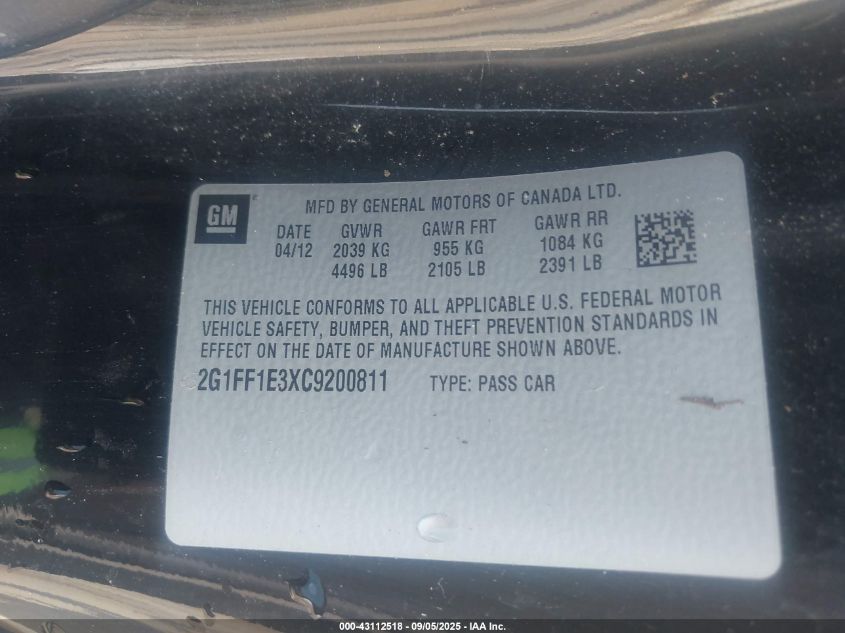 GM
MFD BY GENERAL MOTORS OF CANADA LTD.
DATE GVWR GAWR FRT GAWR RR
04/12 2039 KG 955 KG 1084 KG
4496 LB 2105 LB 2391 LB
THIS VEHICLE CONFORMS TO ALL APPLICABLE U.S. FEDERAL MOTOR
VEHICLE SAFETY, BUMPER, AND THEFT PREVENTION STANDARDS IN
EFFECT ON THE DATE OF MANUFACTURE SHOWN ABOVE.
2G1FF1E3XC9200811 TYPE: PASS CAR
000-43112518 - 09/05/2025 - IAA Inc.